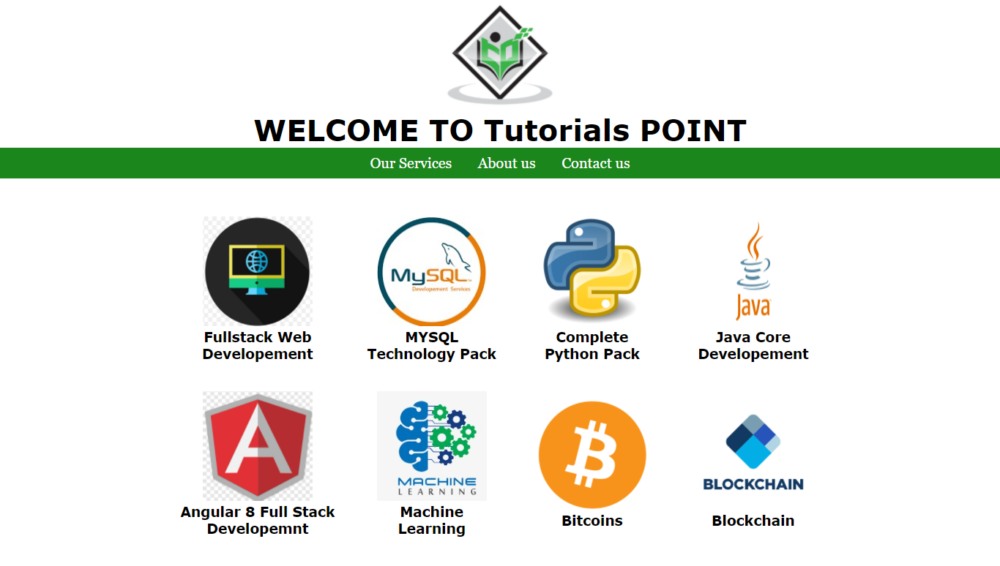 WELCOME TO Tutorials POINT
Our Services About us Contact us
MySQL
Developement Services
Java
Fullstack Web
Developement
MYSQL
Technology Pack
Complete
Python Pack
Java Core
Developement
A
MACHINE
LEARNING
BLOCKCHAIN
Angular 8 Full Stack
Developemnt
Machine
Learning
Bitcoins
Blockchain